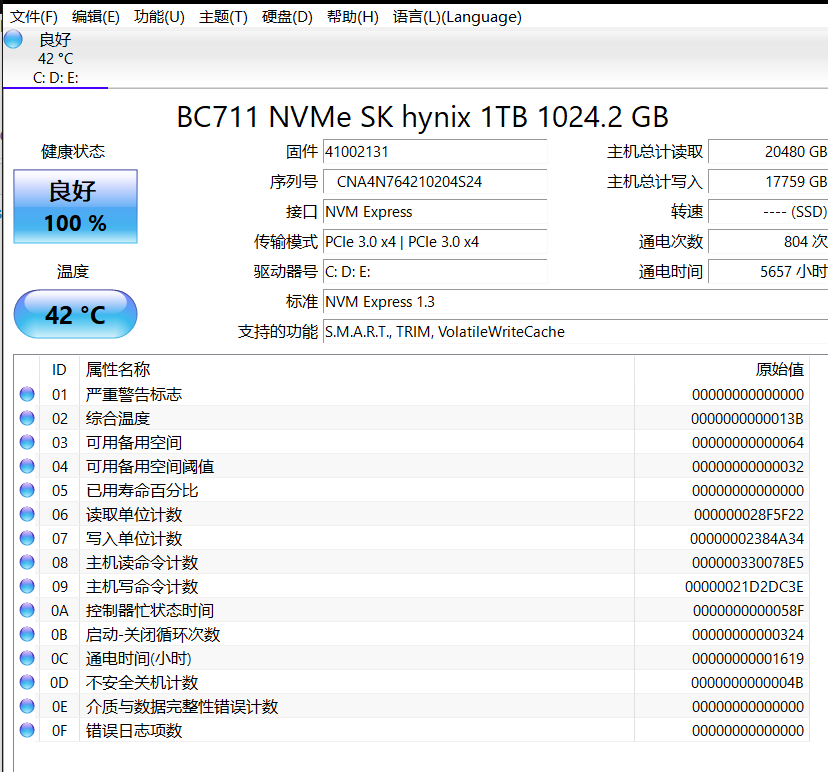 文件(F) 编辑(E) 功能(U) 主题(T) 硬盘(D) 帮助(H) 语言(L)(Language)
良好
42 °C
C: D: E:
BC711 NVMe SK hynix 1TB 1024.2 GB
健康状态
良好
100 %
温度
42 °C
固件 41002131 主机总计读取 20480 GB
序列号 CNA4N764210204S24 主机总计写入 17759 GB
接口 NVM Express 转速 ---- (SSD)
传输模式 PCIe 3.0 x4 | PCIe 3.0 x4 通电次数 804 次
驱动器号 C: D: E: 通电时间 5657 小时
标准 NVM Express 1.3
支持的功能 S.M.A.R.T., TRIM, VolatileWriteCache
ID 属性名称 原始值
01 严重警告标志 00000000000000
02 综合温度 0000000000013B
03 可用备用空间 00000000000064
04 可用备用空间阈值 00000000000032
05 已用寿命百分比 00000000000000
06 读取单位计数 000000028F5F22
07 写入单位计数 00000002384A34
08 主机读命令计数 000000330078E5
09 主机写命令计数 00000021D2DC3E
0A 控制器忙状态时间 0000000000058F
0B 启动-关闭循环次数 00000000000324
0C 通电时间(小时) 00000000001619
0D 不安全关机计数 0000000000004B
0E 介质与数据完整性错误计数 00000000000000
0F 错误日志项数 00000000000000